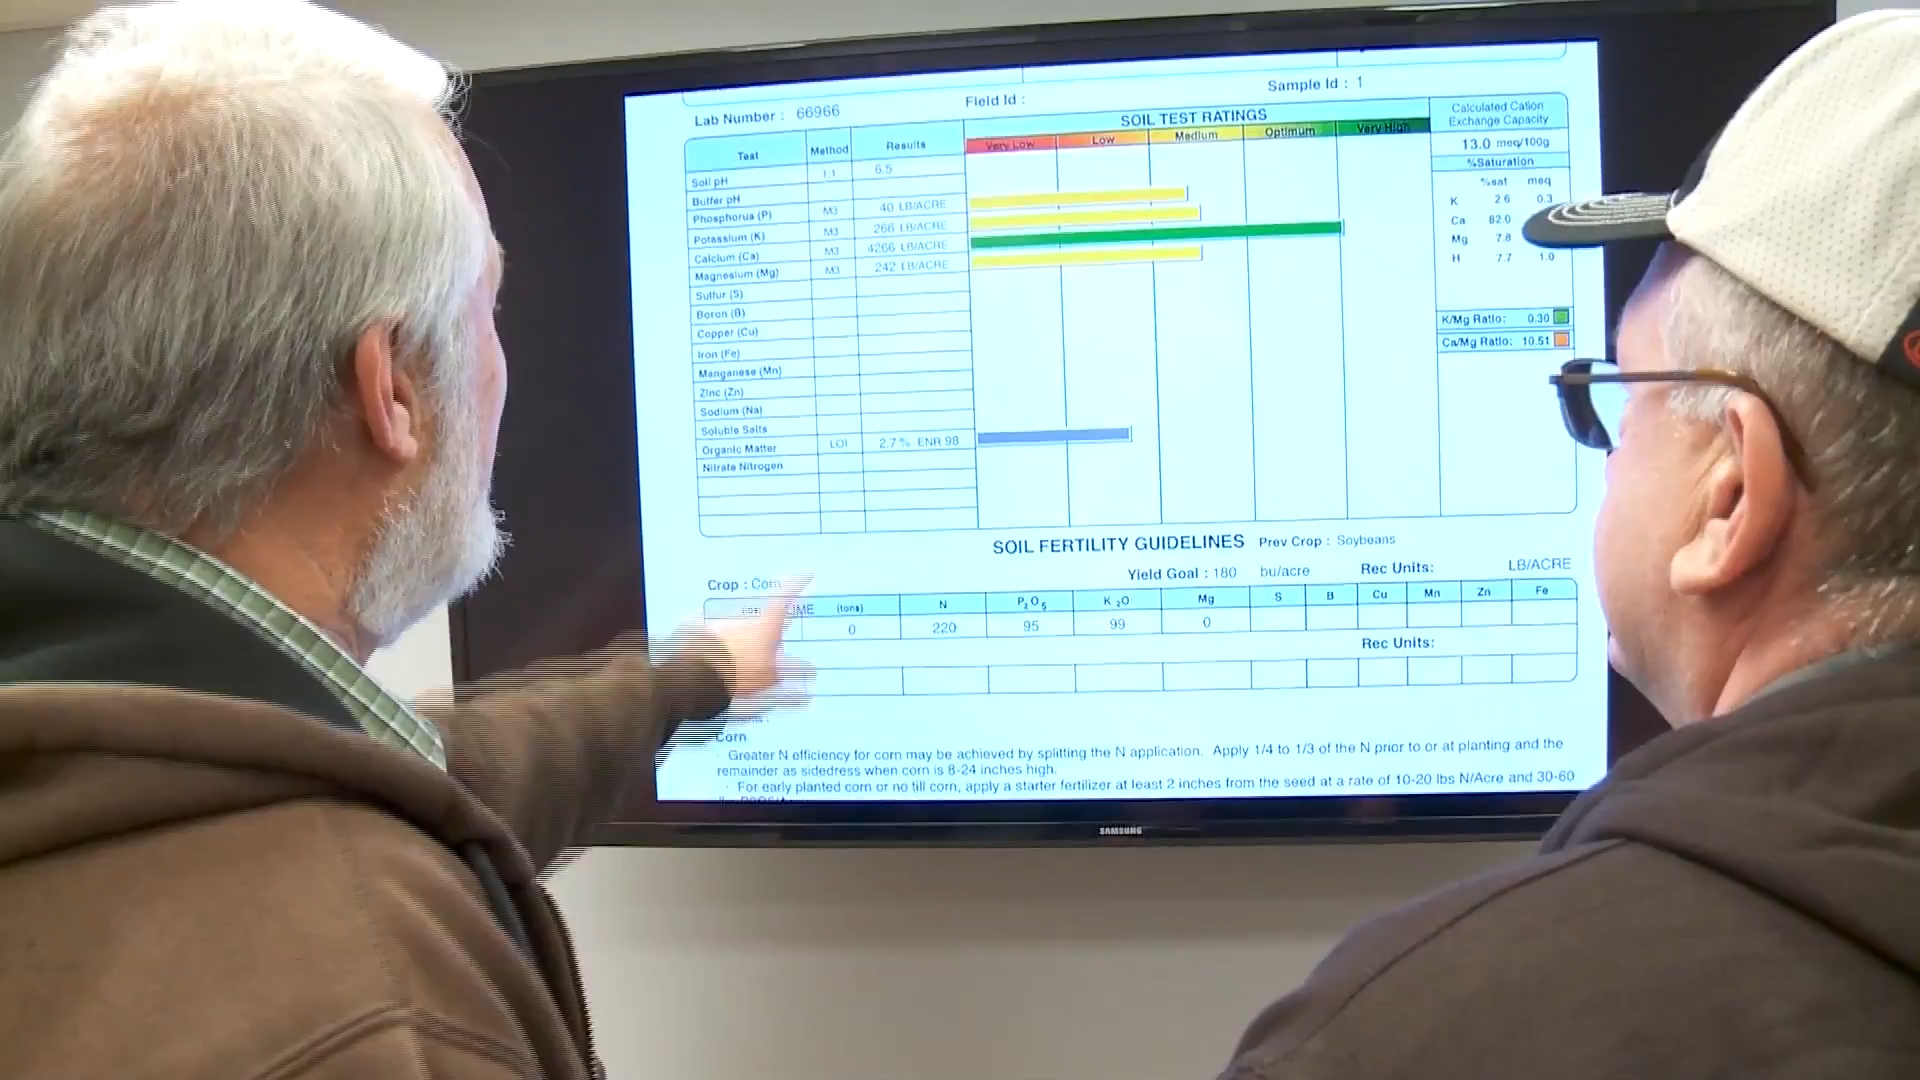 Lab Number : 66966 Field Id : Sample Id : 1
Test Method Results SOIL TEST RATINGS
Very Low Low Medium Optimum Very High
Soil pH 1:1 6.5
Buffer pH
Phosphorus (P) M3 40 LB/ACRE
Potassium (K) M3 266 LB/ACRE
Calcium (Ca) M3 4266 LB/ACRE
Magnesium (Mg) M3 242 LB/ACRE
Sulfur (S)
Boron (B)
Copper (Cu)
Iron (Fe)
Manganese (Mn)
Zinc (Zn)
Sodium (Na)
Soluble Salts
Organic Matter LOI 2.7 % ENR 98
Nitrate Nitrogen
Calculated Cation
Exchange Capacity
13.0 meq/100g
%Saturation
%sat meq
K 2.6 0.3
Ca 82.0
Mg 7.8
H 7.7 1.0
K/Mg Ratio: 0.30
Ca/Mg Ratio: 10.51
SOIL FERTILITY GUIDELINES Prev Crop : Soybeans
Crop : Corn Yield Goal : 180 bu/acre Rec Units: LB/ACRE
LIME (tons) N P2O5 K2O Mg S B Cu Mn Zn Fe
0 220 95 99 0
Rec Units:
Corn
Greater N efficiency for corn may be achieved by splitting the N application. Apply 1/4 to 1/3 of the N prior to or at planting and the
remainder as sidedress when corn is 8-24 inches high.
For early planted corn or no till corn, apply a starter fertilizer at least 2 inches from the seed at a rate of 10-20 lbs N/Acre and 30-60
SAMSUNG